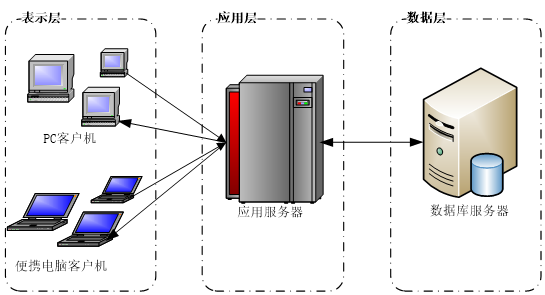 表示层
应用层
数据层
PC客户机
应用服务器
数据库服务器
便携电脑客户机